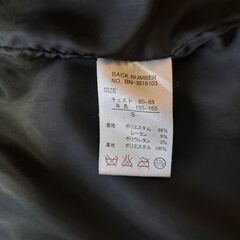 BACK NUMBER
NO. BN-3816103
SIZE
チェスト 80-88
身長 155-165
S
表地 ポリエステル 88%
レーヨン 9%
ポリウレタン 3%
裏地 ポリエステル 100%